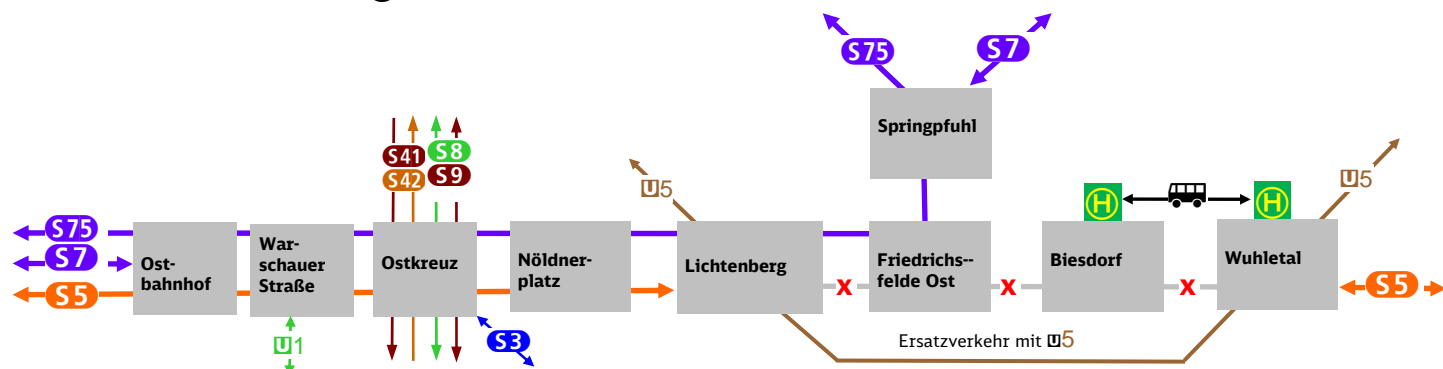 S75
S7
Springpfuhl
S41
S8
S42
S9
U5
U5
H
H
S75
S7
S5
Ost-
bahnhof
War-
schauer
Straße
Ostkreuz
Nöldner-
platz
Lichtenberg
X
Friedrichs--
felde Ost
X
Biesdorf
X
Wuhletal
S5
U1
S3
Ersatzverkehr mit U5